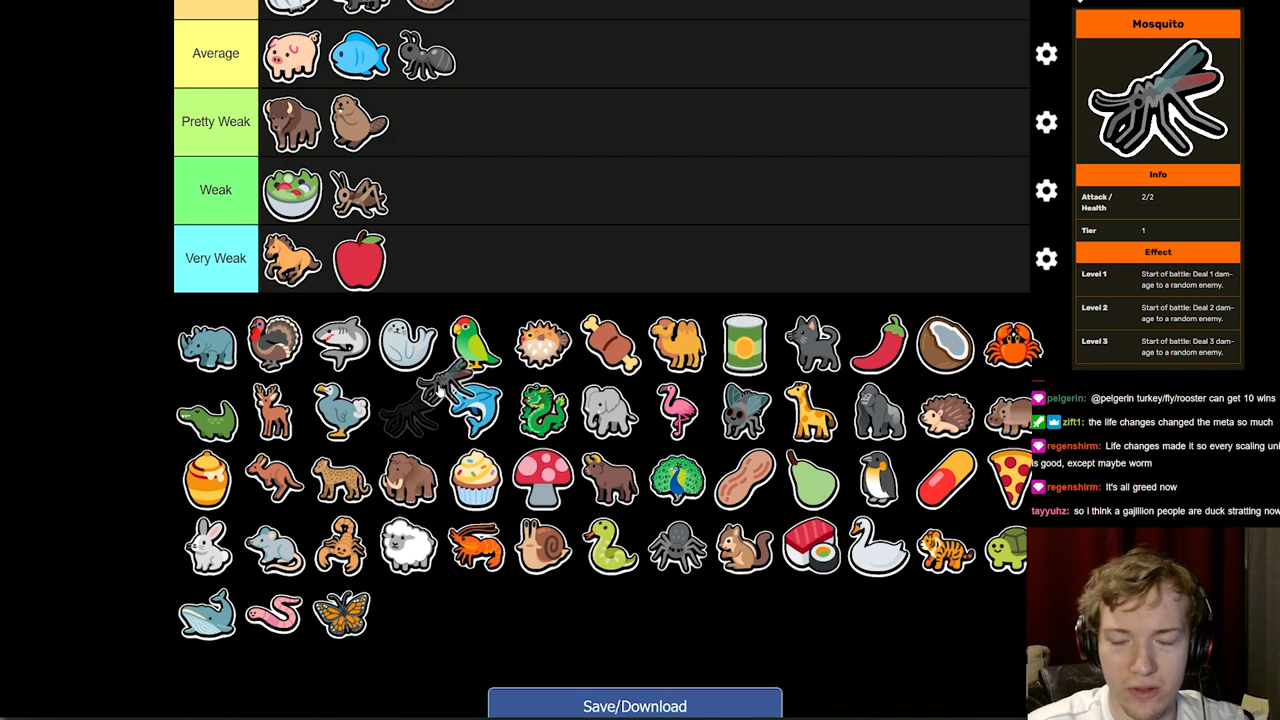 Average
Pretty Weak
Weak
Very Weak
Save/Download
Mosquito
Info
Attack /
Health
2/2
Tier
1
Effect
Level 1
Start of battle: Deal 1 dam-
age to a random enemy.
Level 2
Start of battle: Deal 2 dam-
age to a random enemy.
Level 3
Start of battle: Deal 3 dam-
age to a random enemy.
pelgerin: @pelgerin turkey/fly/rooster can get 10 wins
zift1: the life changes changed the meta so much
regenshirm: Life changes made it so every scaling uni
is good, except maybe worm
regenshirm: It's all greed now
tayyuhz: so i think a gajillion people are duck stratting now